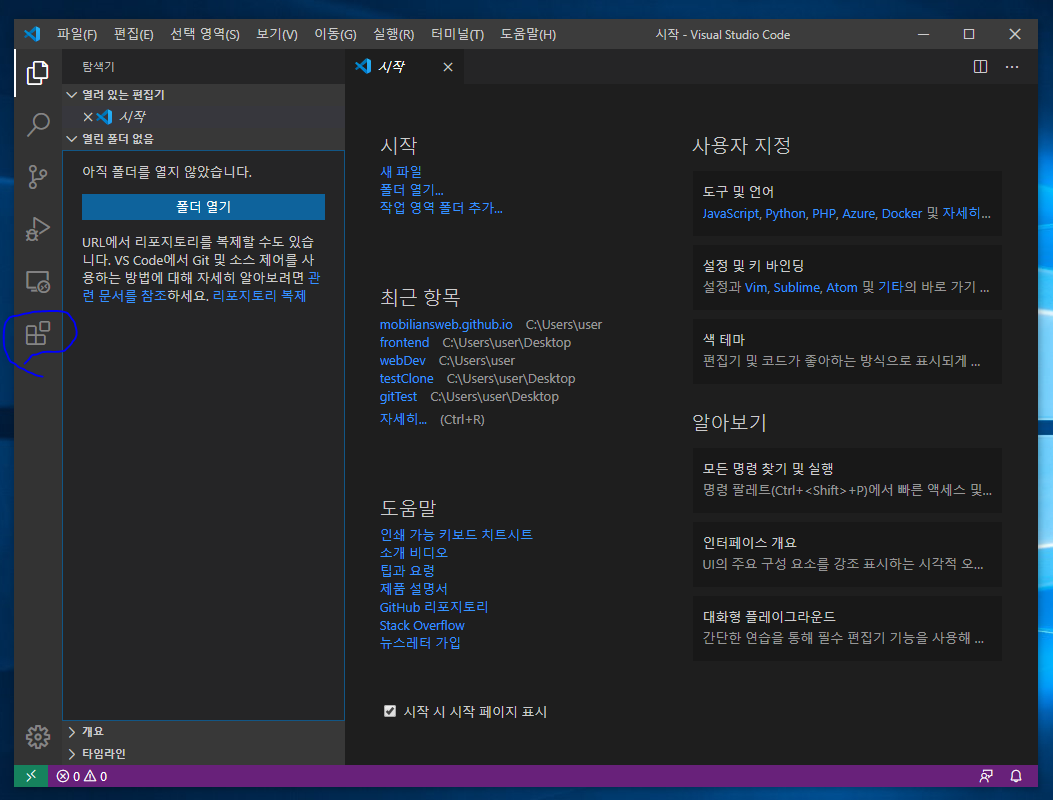 파일(F) 편집(E) 선택 영역(S) 보기(V) 이동(G) 실행(R) 터미널(T) 도움말(H) 시작 - Visual Studio Code
탐색기
시작
열려 있는 편집기
시작
열린 폴더 없음
아직 폴더를 열지 않았습니다.
폴더 열기
URL에서 리포지토리를 복제할 수도 있습
니다. VS Code에서 Git 및 소스 제어를 사
용하는 방법에 대해 자세히 알아보려면 관
련 문서를 참조하세요. 리포지토리 복제
개요
타임라인
시작
새 파일
폴더 열기...
작업 영역 폴더 추가...
최근 항목
mobiliansweb.github.io C:\Users\user
frontend C:\Users\user\Desktop
webDev C:\Users\user
testClone C:\Users\user\Desktop
gitTest C:\Users\user\Desktop
자세히... (Ctrl+R)
도움말
인쇄 가능 키보드 치트시트
소개 비디오
팁과 요령
제품 설명서
GitHub 리포지토리
Stack Overflow
뉴스레터 가입
시작 시 시작 페이지 표시
사용자 지정
도구 및 언어
JavaScript, Python, PHP, Azure, Docker 및 자세히...
설정 및 키 바인딩
설정과 Vim, Sublime, Atom 및 기타의 바로 가기 ...
색 테마
편집기 및 코드가 좋아하는 방식으로 표시되게 ...
알아보기
모든 명령 찾기 및 실행
명령 팔레트(Ctrl+<Shift>+P)에서 빠른 액세스 및...
인터페이스 개요
UI의 주요 구성 요소를 강조 표시하는 시각적 오...
대화형 플레이그라운드
간단한 연습을 통해 필수 편집기 기능을 사용해 ...
0 0